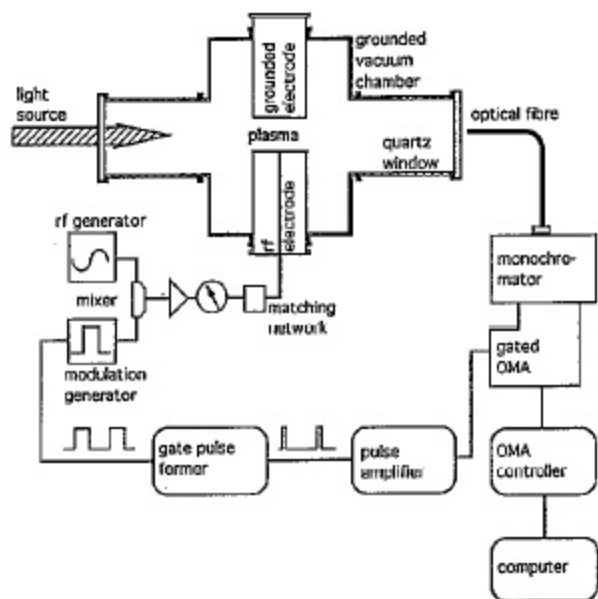 grounded
vacuum
chamber
grounded
electrode
light
source
plasma
optical fibre
quartz
window
rf
electrode
rf generator
mixer
matching
network
monochro-
mator
modulation
generator
gated
OMA
gate pulse
former
pulse
amplifier
OMA
controller
computer